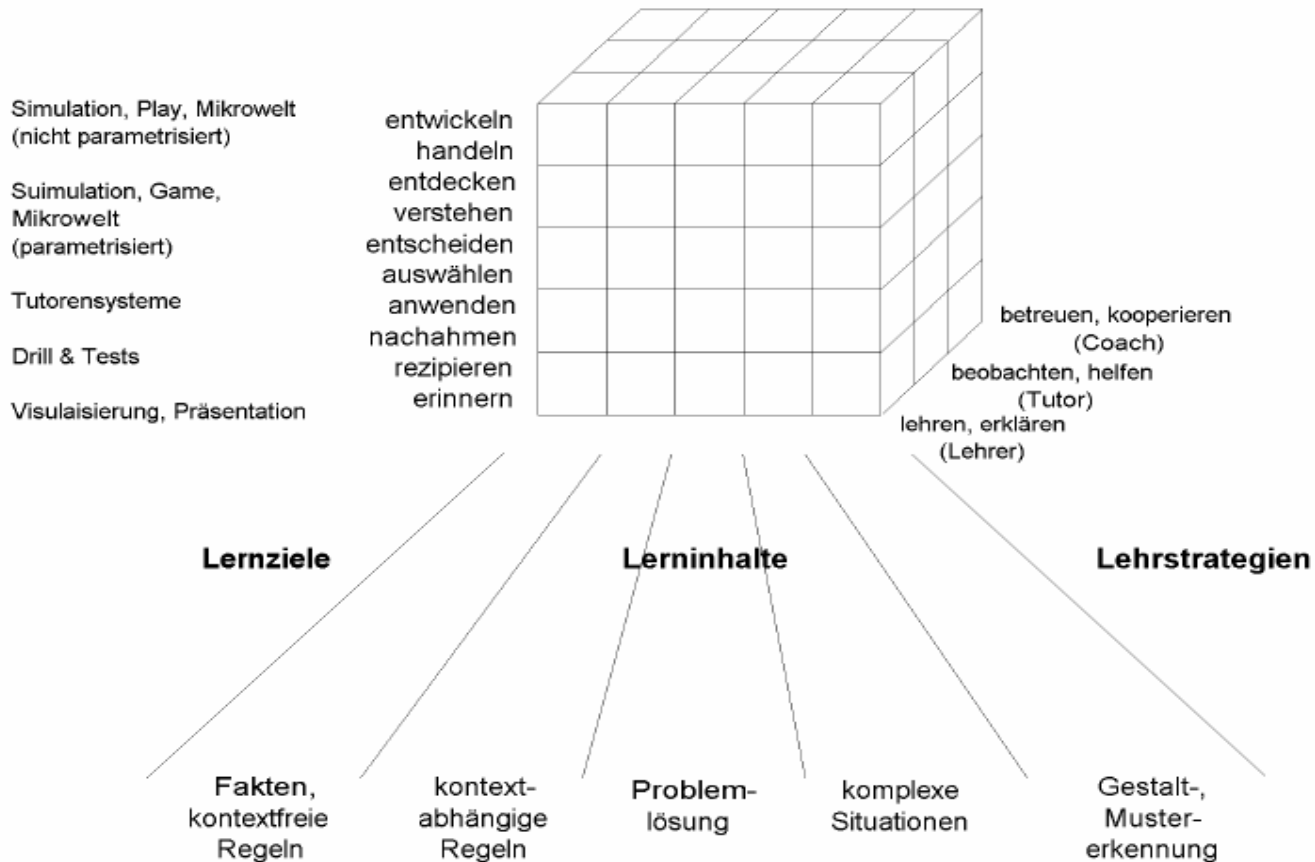 Simulation, Play, Mikrowelt
(nicht parametrisiert)
Suimulation, Game,
Mikrowelt
(parametrisiert)
Tutorensysteme
Drill & Tests
Visulaisierung, Präsentation
entwickeln
handeln
entdecken
verstehen
entscheiden
auswählen
anwenden
nachahmen
rezipieren
erinnern
betreuen, kooperieren
(Coach)
beobachten, helfen
(Tutor)
lehren, erklären
(Lehrer)
Lernziele
Lerninhalte
Lehrstrategien
Fakten,
kontextfreie
Regeln
kontext-
abhängige
Regeln
Problem-
lösung
komplexe
Situationen
Gestalt-,
Muster-
erkennung